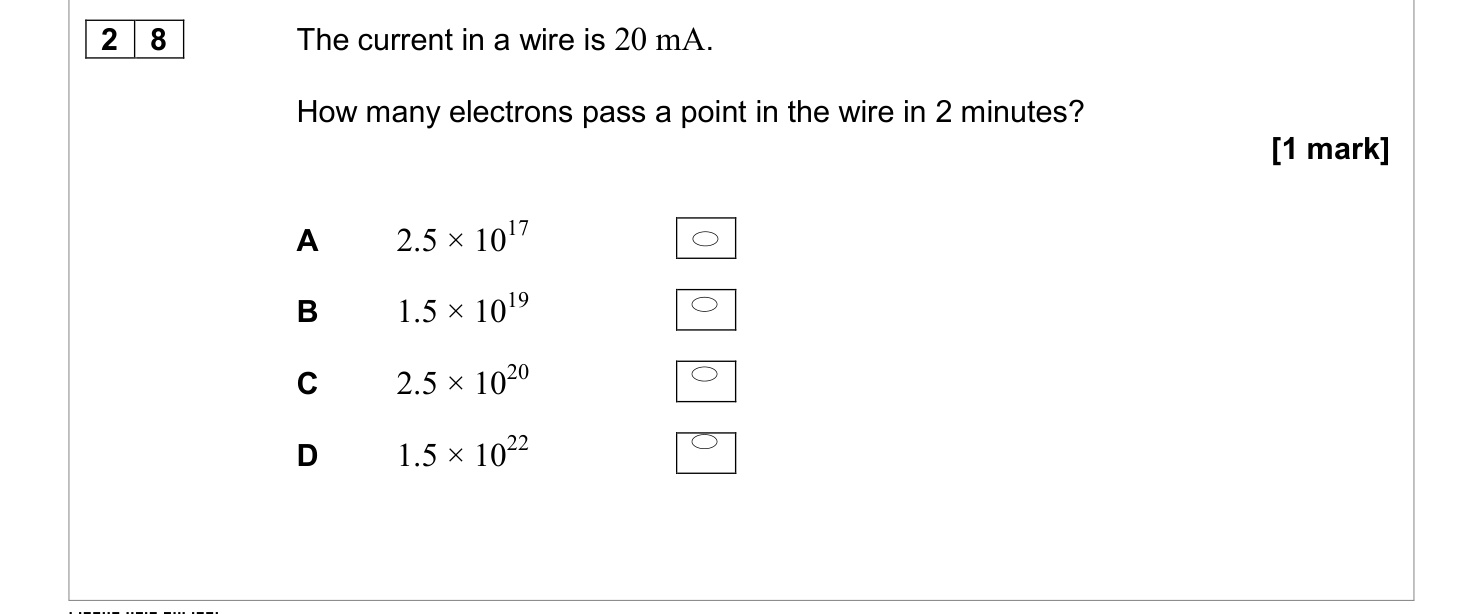 2 8 The current in a wire is 20 mA.
How many electrons pass a point in the wire in 2 minutes?
[1 mark]
A 2.5 × 10¹⁷
B 1.5 × 10¹⁹
C 2.5 × 10²⁰
D 1.5 × 10²²